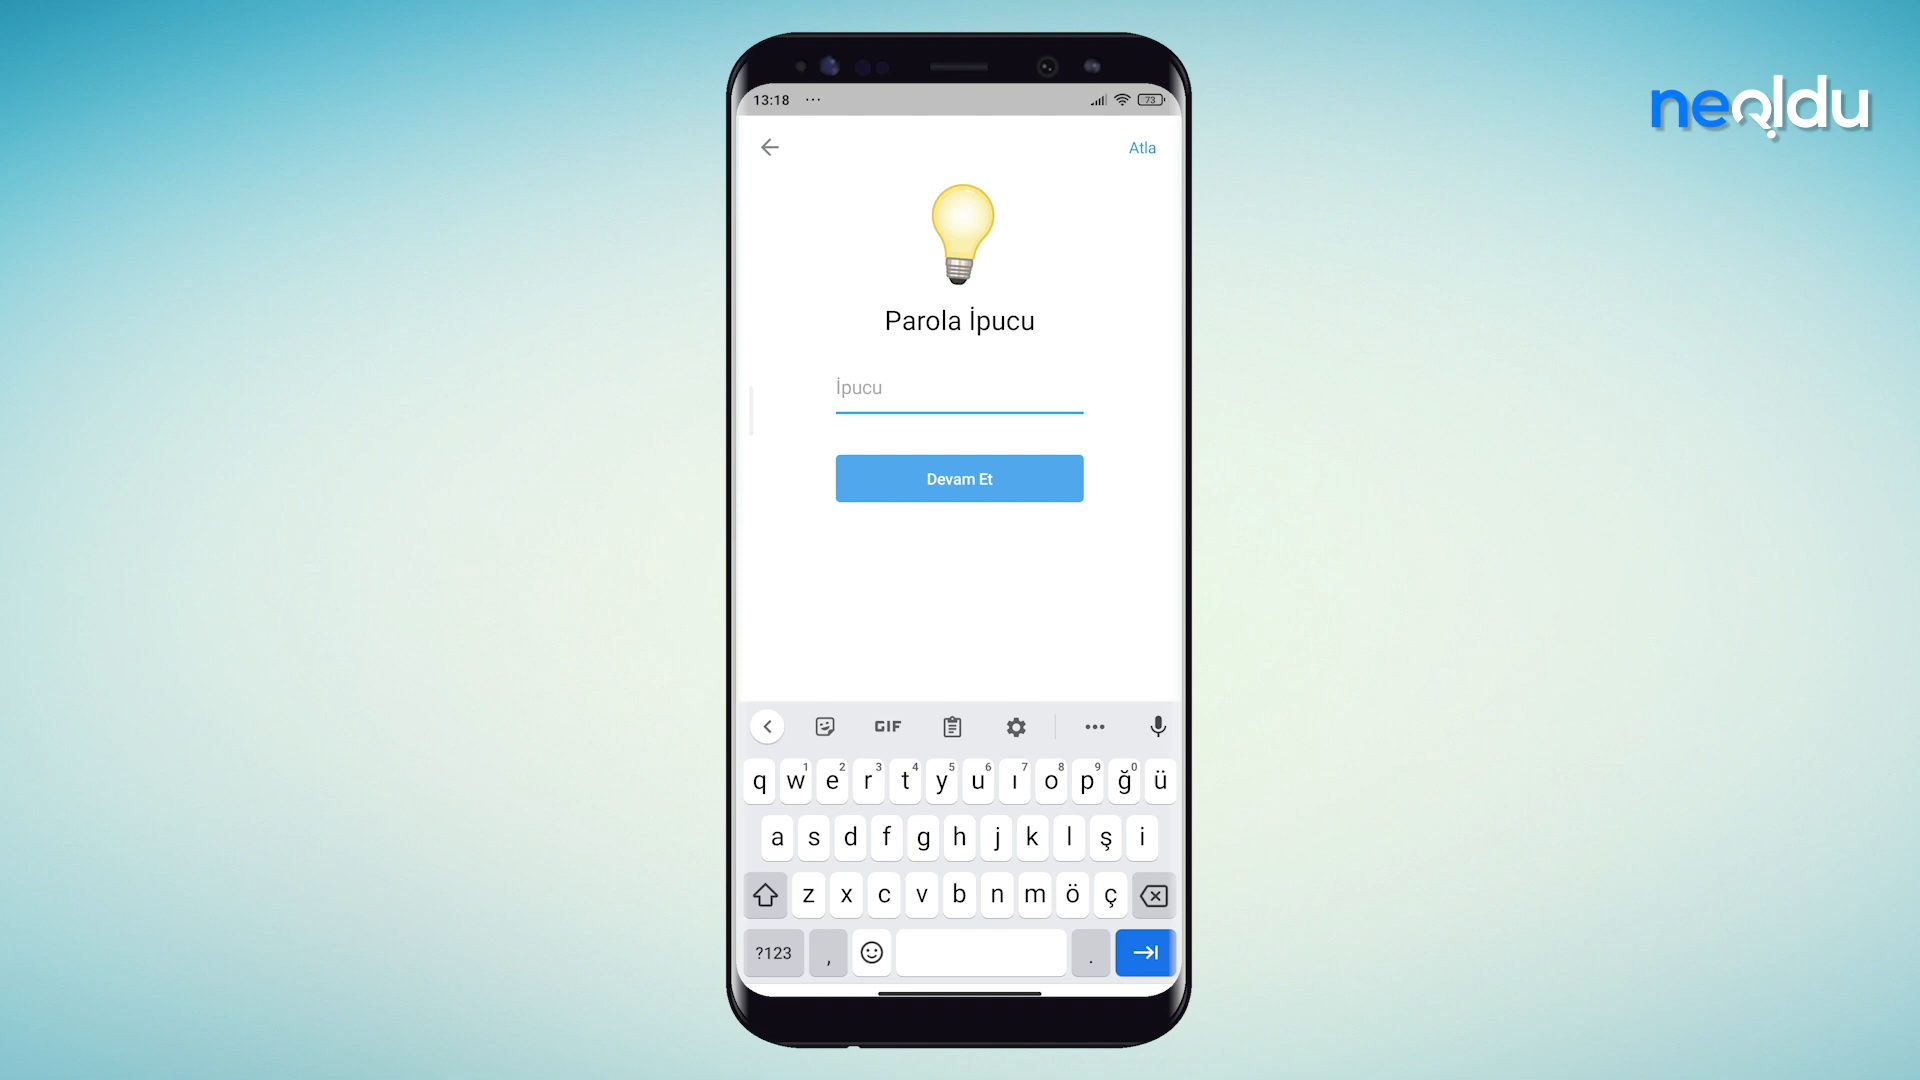 neoldu
13:18 ... 73
Atla
Parola İpucu
İpucu
Devam Et
GIF
1 2 3 4 5 6 7 8 9 0
q w e r t y u ı o p ğ ü
a s d f g h j k l ş i
z x c v b n m ö ç
?123 , .